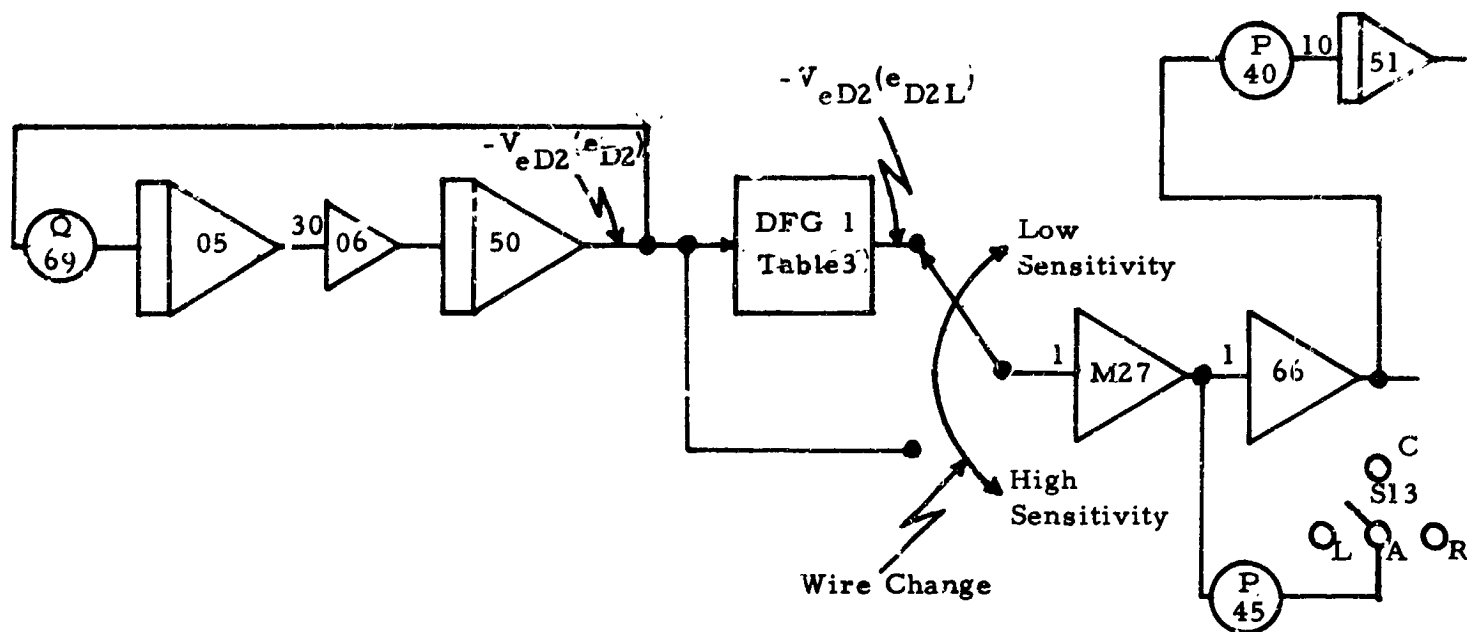 P
40
10
51
-V_eD2(e_D2L)
-V_eD2(e_D2)
Q
69
05
30
06
50
DFG 1
Table3
Low
Sensitivity
1
M27
1
66
High
Sensitivity
Wire Change
C
S13
L
A
R
P
45